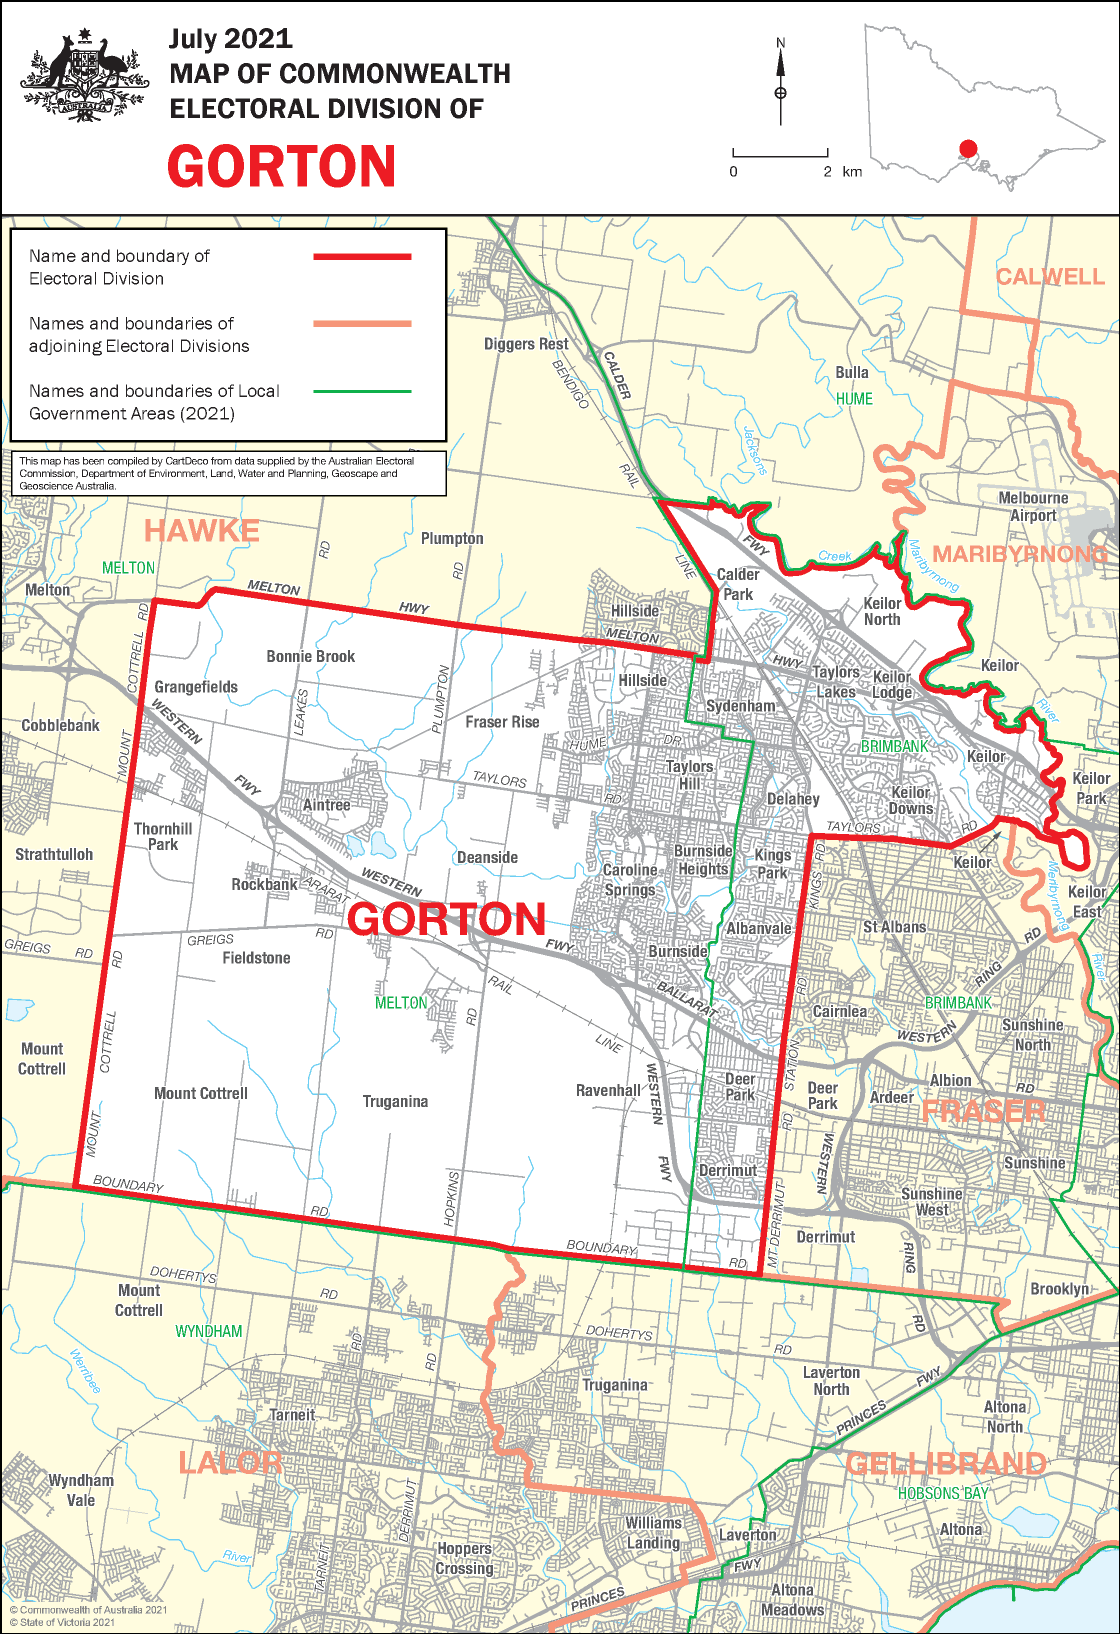 July 2021
MAP OF COMMONWEALTH
ELECTORAL DIVISION OF
GORTON
AUSTRALIA
N
0 2 km
Name and boundary of
Electoral Division
Names and boundaries of
adjoining Electoral Divisions
Names and boundaries of Local
Government Areas (2021)
This map has been compiled by CartDeco from data supplied by the Australian Electoral
Commission, Department of Environment, Land, Water and Planning, Geoscape and
Geoscience Australia.
CALWELL
Diggers Rest
CALDER
BENDIGO
Bulla
HUME
Jacksons
RAIL
Melbourne
Airport
HAWKE
Plumpton
RD
RD
LINE
FWY
Creek
Maribyrnong
MARIBYRNONG
MELTON
Melton
MELTON
HWY
Calder
Park
Hillside
MELTON
Keilor
North
RD
COTTRELL
Bonnie Brook
Grangefields
LEAKES
PLUMPTON
Hillside
HWY
Taylors
Lakes
Keilor
Lodge
Keilor
River
Cobblebank
WESTERN
Fraser Rise
Sydenham
MOUNT
HUME
DR
BRIMBANK
Keilor
FWY
TAYLORS
RD
Taylors
Hill
Keilor
Park
Aintree
Delahey
Keilor
Downs
TAYLORS
RD
Thornhill
Park
Strathtulloh
Deanside
Caroline
Springs
Burnside
Heights
Kings
Park
KINGS
RD
Keilor
Rockbank
ARARAT
WESTERN
Maribyrnong
Keilor
East
GORTON
GREIGS
RD
GREIGS
RD
RD
Fieldstone
FWY
Burnside
Albanvale
St Albans
RD
RING
River
RD
MELTON
RAIL
BALLARAT
RD
Cairnlea
BRIMBANK
Mount
Cottrell
COTTRELL
RD
LINE
WESTERN
Sunshine
North
STATION
Mount Cottrell
Truganina
Ravenhall
WESTERN
Deer
Park
Deer
Park
Ardeer
Albion
RD
FRASER
MOUNT
RD
WESTERN
FWY
Derrimut
Sunshine
BOUNDARY
RD
HOPKINS
MT DERRIMUT
Sunshine
West
BOUNDARY
RD
Derrimut
RING
DOHERTYS
RD
Mount
Cottrell
WYNDHAM
Brooklyn
RD
DOHERTYS
RD
RD
RD
Werribee
Truganina
Laverton
North
FWY
PRINCES
Tarneit
Altona
North
LALOR
GELLIBRAND
HOBSONS BAY
Wyndham
Vale
DERRIMUT
Williams
Landing
Laverton
Altona
River
TARNEIT
Hoppers
Crossing
FWY
PRINCES
Altona
Meadows
© Commonwealth of Australia 2021
© State of Victoria 2021